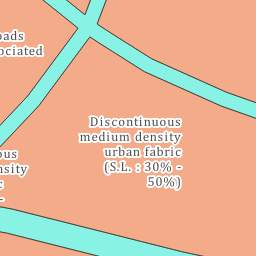 oads
ociated
Discontinuous
medium density
urban fabric
(S.L. : 30% -
50%)
ous
nsity
c
-